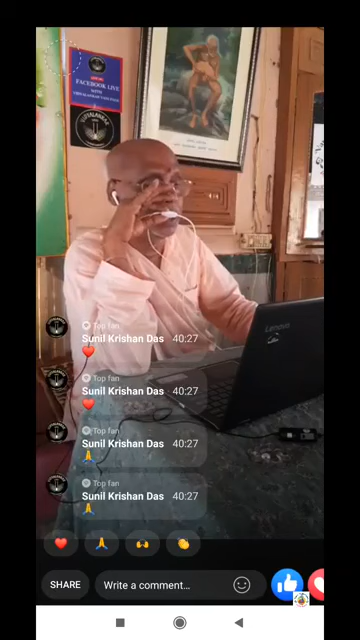 FACEBOOK LIVE
Lenovo
Top fan
Sunil Krishan Das 40:27
❤️
Top fan
Sunil Krishan Das 40:27
❤️
Top fan
Sunil Krishan Das 40:27
🙏
Top fan
Sunil Krishan Das 40:27
🙏
SHARE
Write a comment...